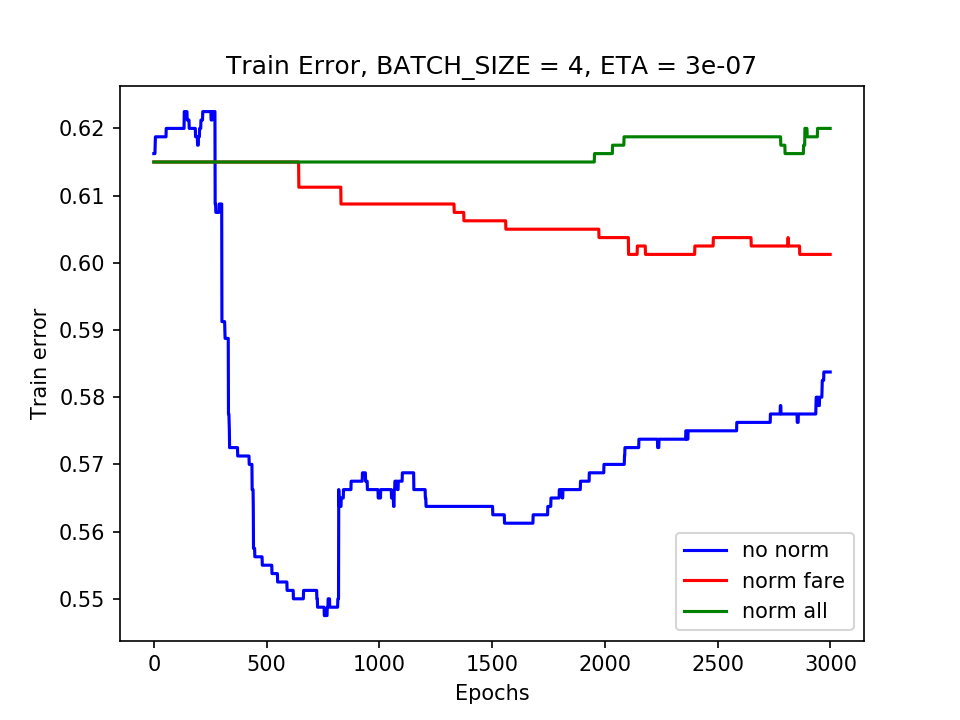 Train Error, BATCH_SIZE = 4, ETA = 3e-07
0.62
0.61
0.60
0.59
0.58
0.57
0.56
0.55
Train error
0 500 1000 1500 2000 2500 3000
Epochs
no norm
norm fare
norm all